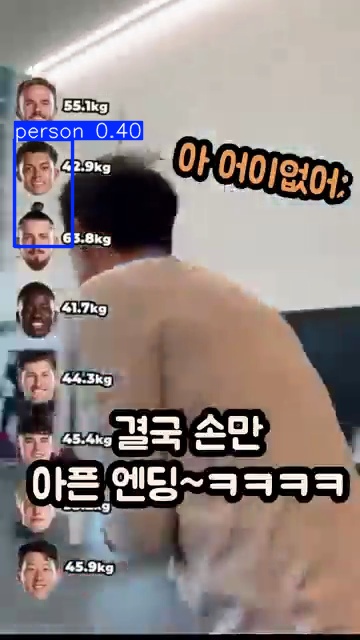 55.1kg
person 0.40
42.9kg
아 어이없어;
63.8kg
41.7kg
44.3kg
45.4kg
결국 손만
아픈 엔딩~ㅋㅋㅋㅋ
45.9kg